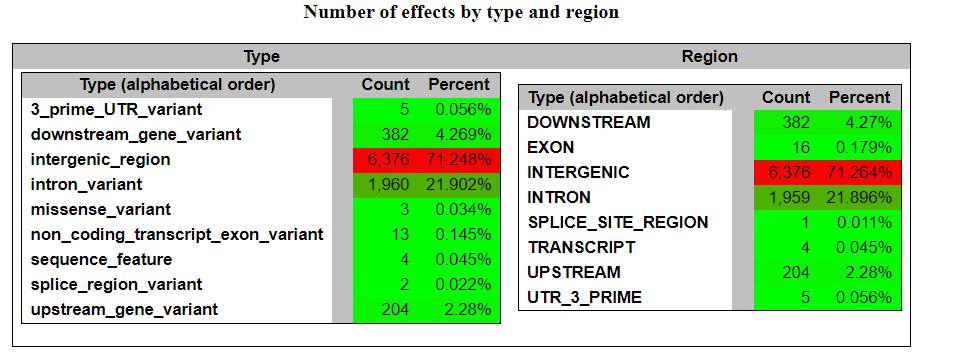 Number of effects by type and region
Type
Type (alphabetical order) Count Percent
3_prime_UTR_variant 5 0.056%
downstream_gene_variant 382 4.269%
intergenic_region 6,376 71.248%
intron_variant 1,960 21.902%
missense_variant 3 0.034%
non_coding_transcript_exon_variant 13 0.145%
sequence_feature 4 0.045%
splice_region_variant 2 0.022%
upstream_gene_variant 204 2.28%
Region
Type (alphabetical order) Count Percent
DOWNSTREAM 382 4.27%
EXON 16 0.179%
INTERGENIC 6,376 71.264%
INTRON 1,959 21.896%
SPLICE_SITE_REGION 1 0.011%
TRANSCRIPT 4 0.045%
UPSTREAM 204 2.28%
UTR_3_PRIME 5 0.056%